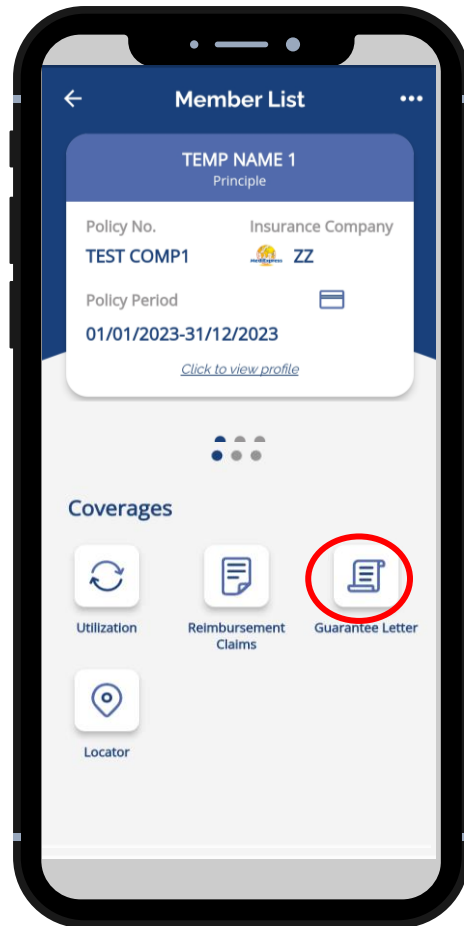 Member List
TEMP NAME 1
Principle
Policy No.
Insurance Company
TEST COMP1
ZZ
Policy Period
01/01/2023-31/12/2023
Click to view profile
Coverages
Utilization
Reimbursement
Claims
Guarantee Letter
Locator